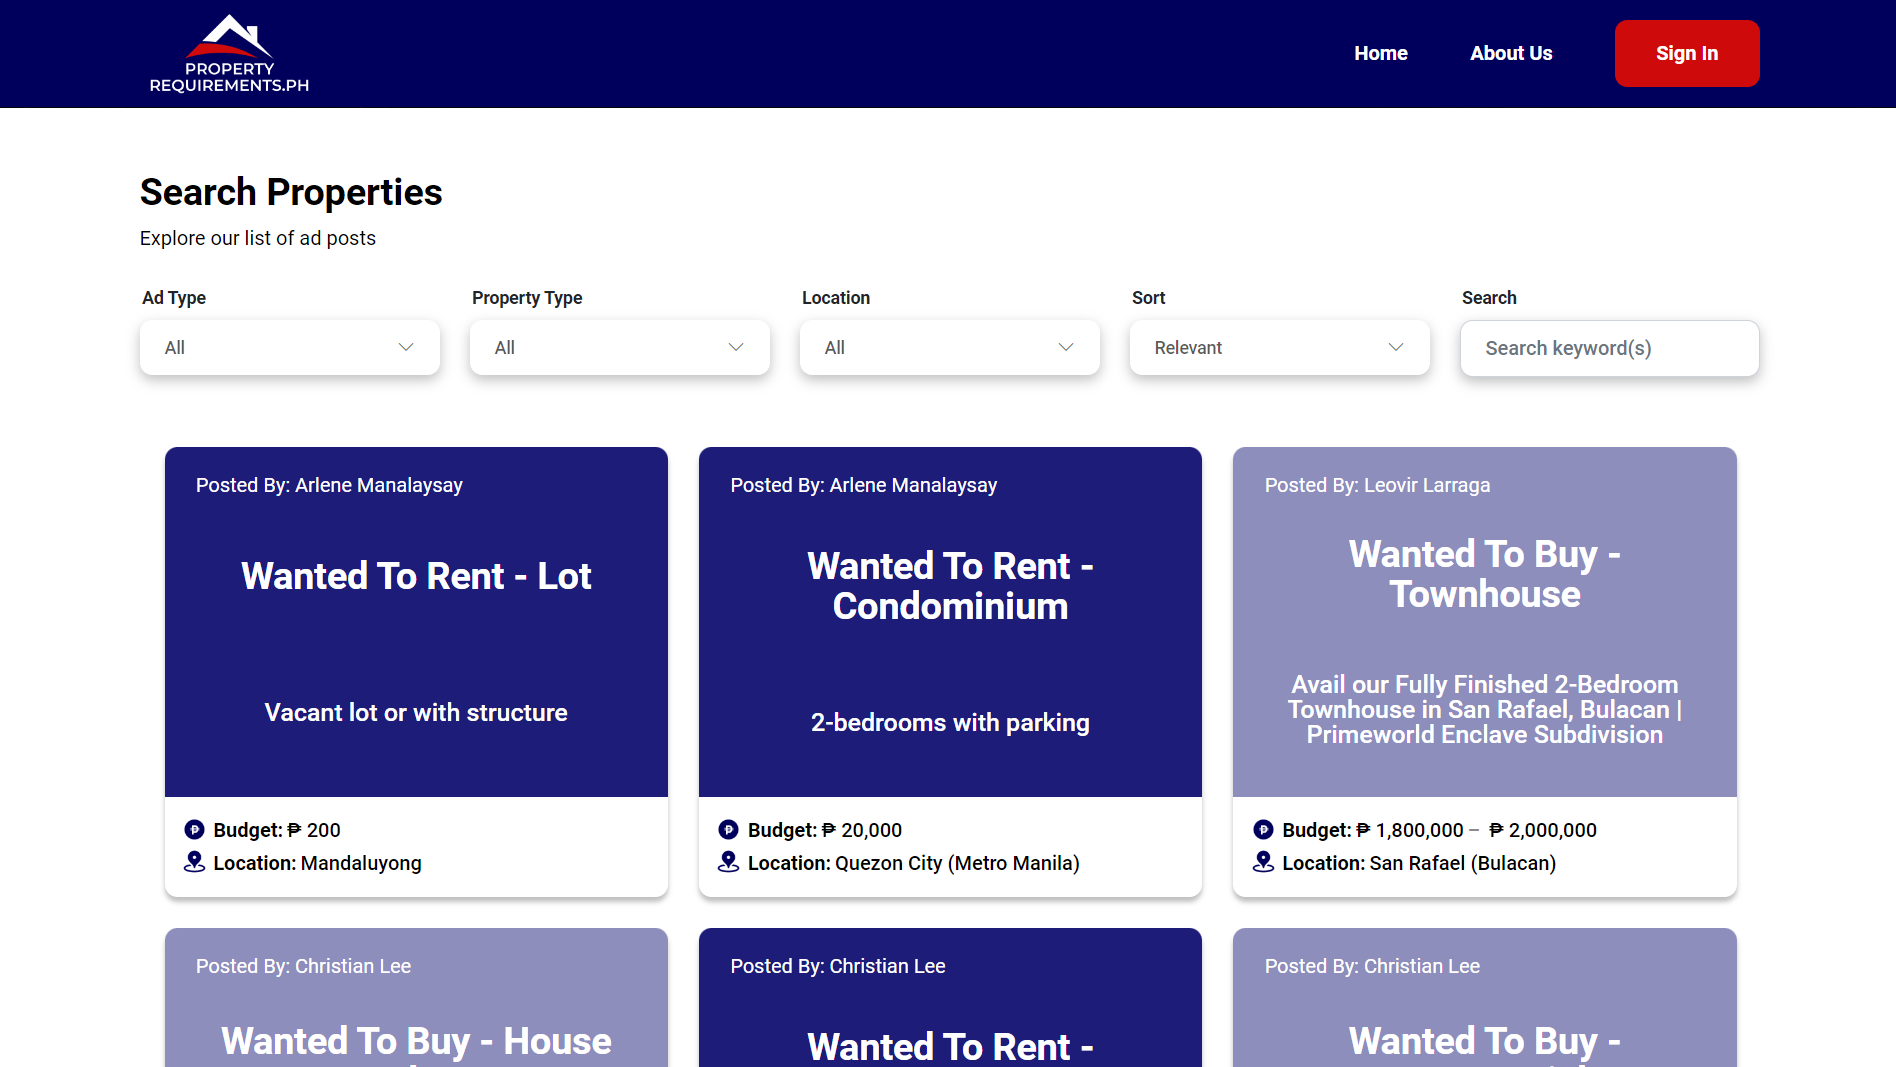 PROPERTY
REQUIREMENTS.PH
Home
About Us
Sign In
Search Properties
Explore our list of ad posts
Ad Type
Property Type
Location
Sort
Search
All
All
All
Relevant
Search keyword(s)
Posted By: Arlene Manalaysay
Wanted To Rent - Lot
Vacant lot or with structure
Budget: ₱ 200
Location: Mandaluyong
Posted By: Arlene Manalaysay
Wanted To Rent -
Condominium
2-bedrooms with parking
Budget: ₱ 20,000
Location: Quezon City (Metro Manila)
Posted By: Leovir Larraga
Wanted To Buy -
Townhouse
Avail our Fully Finished 2-Bedroom
Townhouse in San Rafael, Bulacan |
Primeworld Enclave Subdivision
Budget: ₱ 1,800,000 – ₱ 2,000,000
Location: San Rafael (Bulacan)
Posted By: Christian Lee
Wanted To Buy - House
Posted By: Christian Lee
Wanted To Rent -
Posted By: Christian Lee
Wanted To Buy -